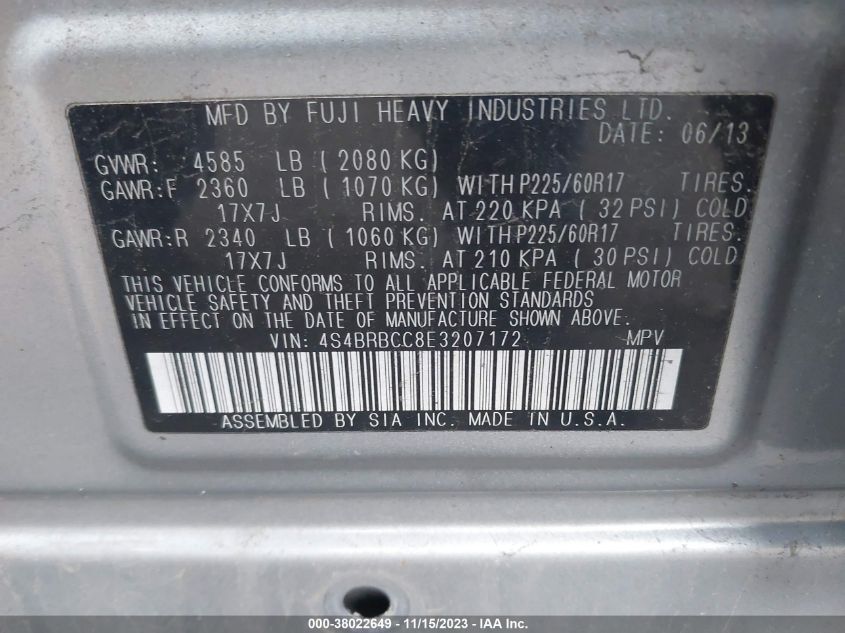 MFD BY FUJI HEAVY INDUSTRIES LTD.
DATE: 06/13
GVWR: 4585 LB ( 2080 KG)
GAWR:F 2360 LB ( 1070 KG) WITH P225/60R17 TIRES.
17X7J RIMS. AT 220 KPA ( 32 PSI) COLD
GAWR:R 2340 LB ( 1060 KG) WITH P225/60R17 TIRES.
17X7J RIMS. AT 210 KPA ( 30 PSI) COLD
THIS VEHICLE CONFORMS TO ALL APPLICABLE FEDERAL MOTOR
VEHICLE SAFETY AND THEFT PREVENTION STANDARDS
IN EFFECT ON THE DATE OF MANUFACTURE SHOWN ABOVE.
VIN: 4S4BRBCC8E3207172 MPV
ASSEMBLED BY SIA INC. MADE IN U.S.A.
000-38022649 - 11/15/2023 - IAAI.com